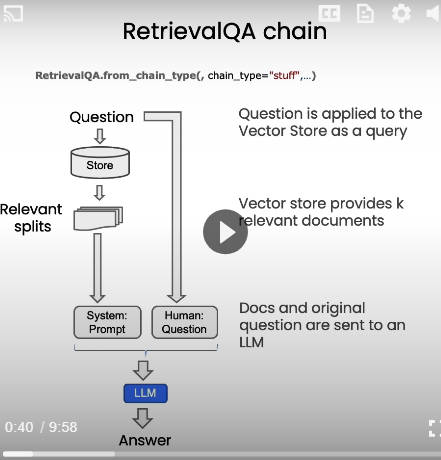 CC
RetrievalQA chain
RetrievalQA.from_chain_type(, chain_type="stuff",...)
Question
Question is applied to the
Vector Store as a query
Store
Relevant
splits
Vector store provides k
relevant documents
System:
Prompt
Human:
Question
Docs and original
question are sent to an
LLM
LLM
0:40 / 9:58
Answer